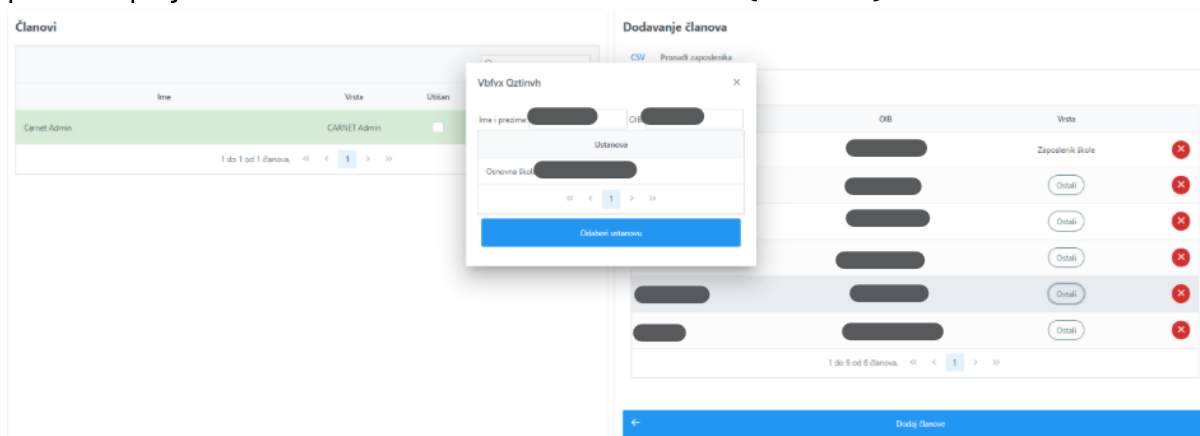 Članovi
Ime Vrsta Utišan
Carnet Admin CARNET Admin
1 do 1 od 1 članova. « < 1 > »
Dodavanje članova
CSV Pronađi zaposlenika
OIB Vrsta
Zaposlenik škole
Ostali
Ostali
Ostali
Ostali
Ostali
1 do 6 od 6 članova. « < 1 > »
Dodaj članove
Vbfvx Qztinvh ×
Ime i prezime OIB
Ustanova
Osnovna škol
« < 1 > »
Odaberi ustanovu